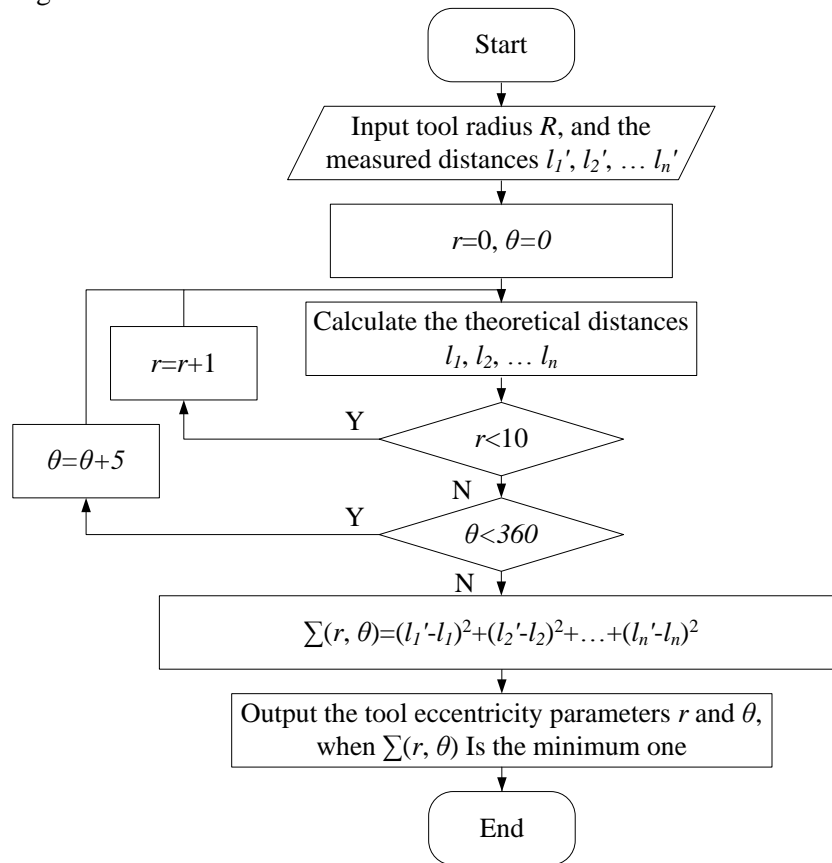 Start
Input tool radius R, and the
measured distances l1', l2', … ln'
r=0, θ=0
Calculate the theoretical distances
l1, l2, … ln
r=r+1
Y
r<10
θ=θ+5
N
Y
θ<360
N
∑(r, θ)=(l1'-l1)²+(l2'-l2)²+…+(ln'-ln)²
Output the tool eccentricity parameters r and θ,
when ∑(r, θ) Is the minimum one
End